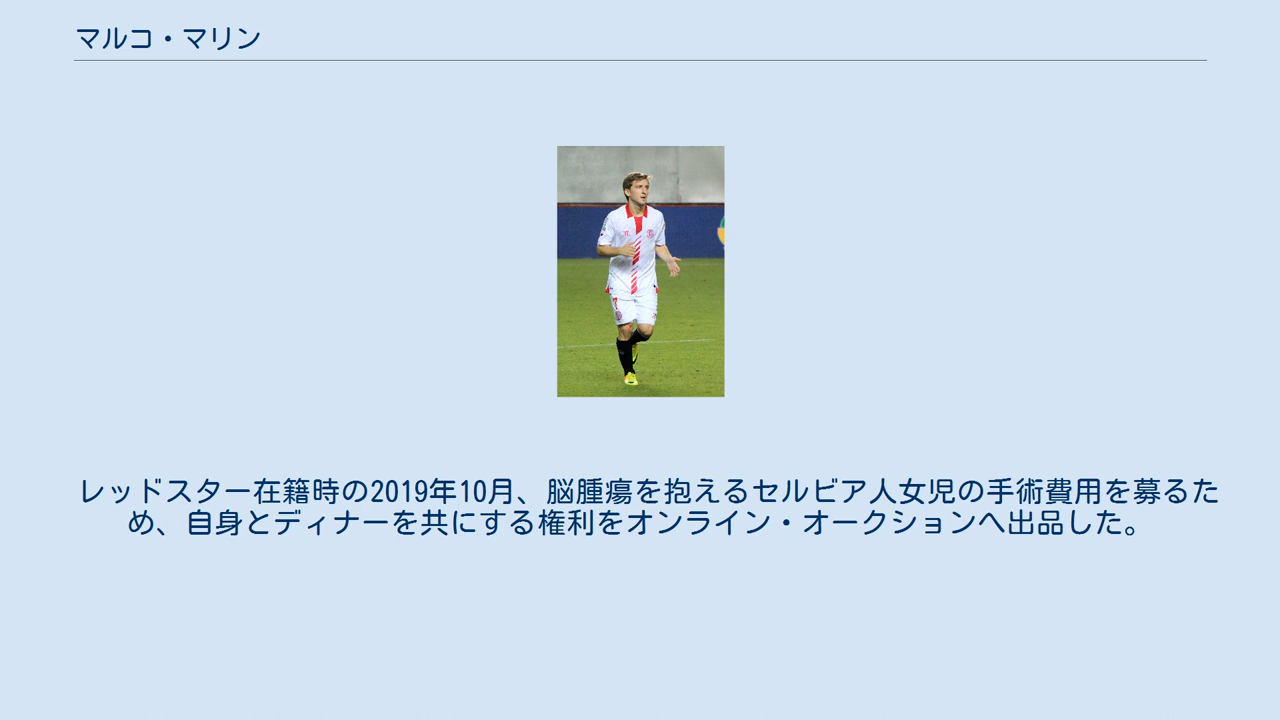 マルコ・マリン
レッドスター在籍時の2019年10月、脳腫瘍を抱えるセルビア人女児の手術費用を募るた
め、自身とディナーを共にする権利をオンライン・オークションへ出品した。